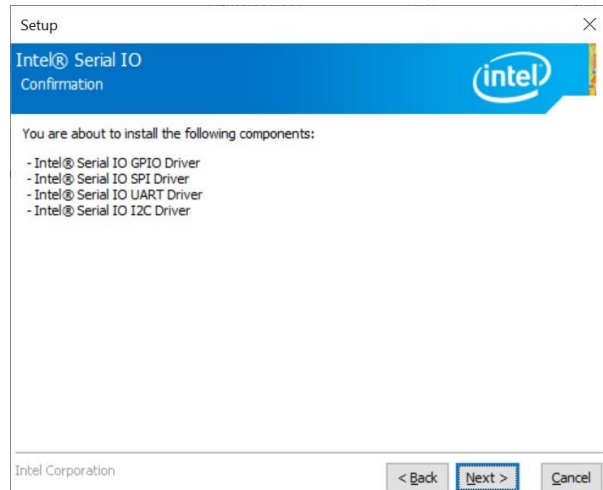 Setup
Intel® Serial IO
Confirmation
intel
You are about to install the following components:
- Intel® Serial IO GPIO Driver
- Intel® Serial IO SPI Driver
- Intel® Serial IO UART Driver
- Intel® Serial IO I2C Driver
Intel Corporation
< Back
Next >
Cancel